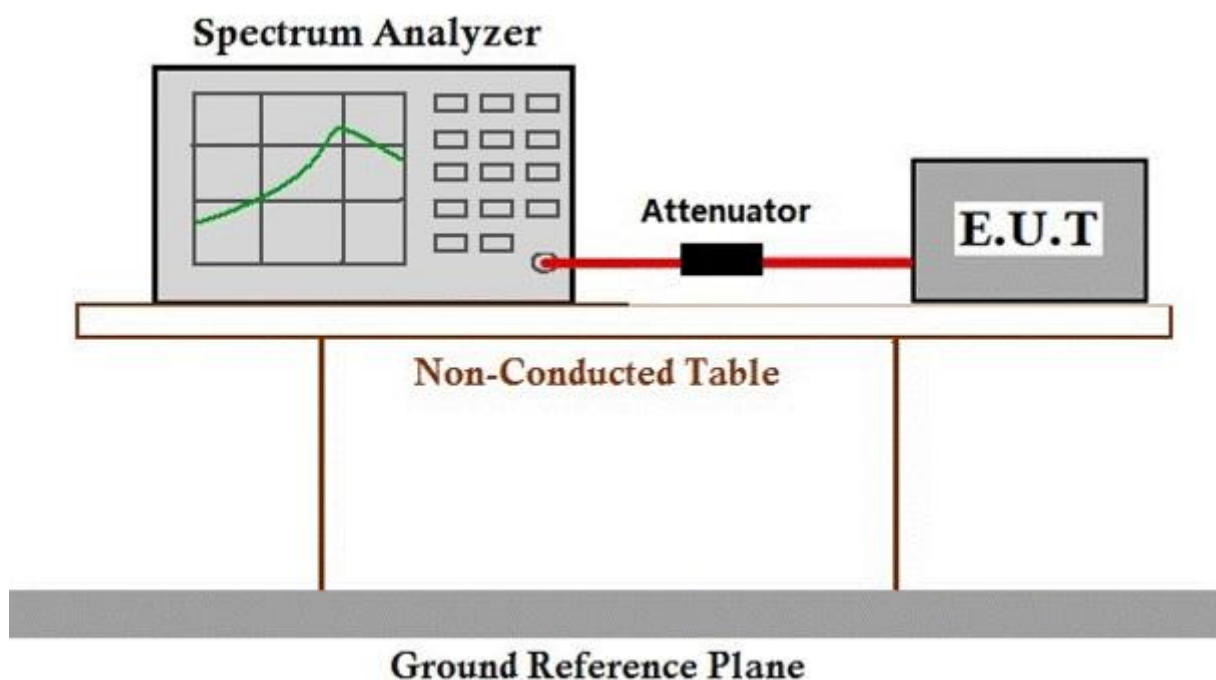 Spectrum Analyzer
Attenuator
E.U.T
Non-Conducted Table
Ground Reference Plane